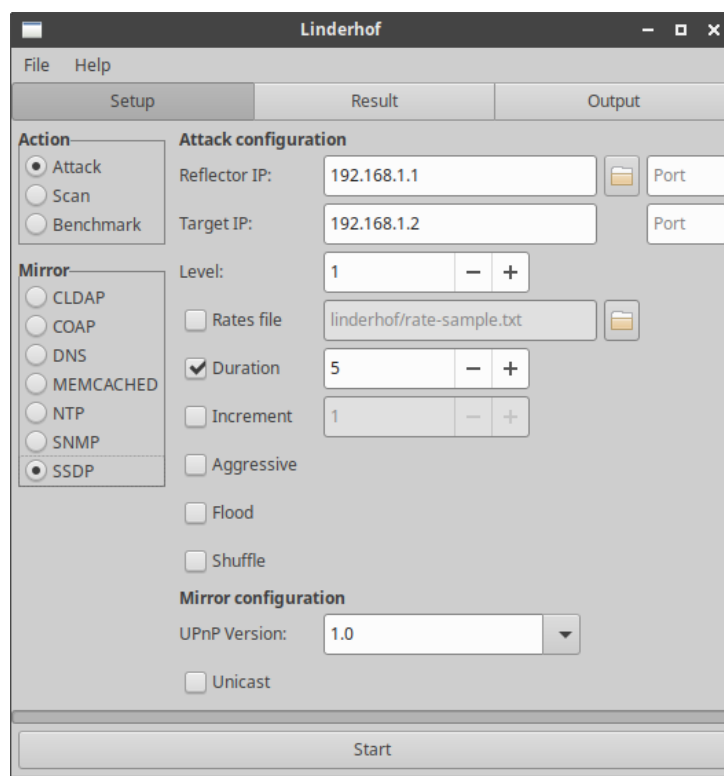 Linderhof
File Help
Setup Result Output
Action
Attack
Scan
Benchmark
Mirror
CLDAP
COAP
DNS
MEMCACHED
NTP
SNMP
SSDP
Attack configuration
Reflector IP: 192.168.1.1 Port
Target IP: 192.168.1.2 Port
Level: 1
Rates file linderhof/rate-sample.txt
Duration 5
Increment 1
Aggressive
Flood
Shuffle
Mirror configuration
UPnP Version: 1.0
Unicast
Start